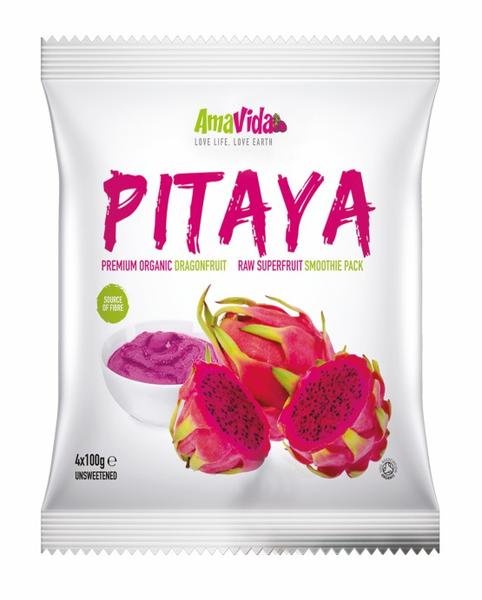 AmaVida
LOVE LIFE. LOVE EARTH
PITAYA
PREMIUM ORGANIC DRAGONFRUIT RAW SUPERFRUIT SMOOTHIE PACK
SOURCE
OF FIBRE
4x100g ℮
UNSWEETENED